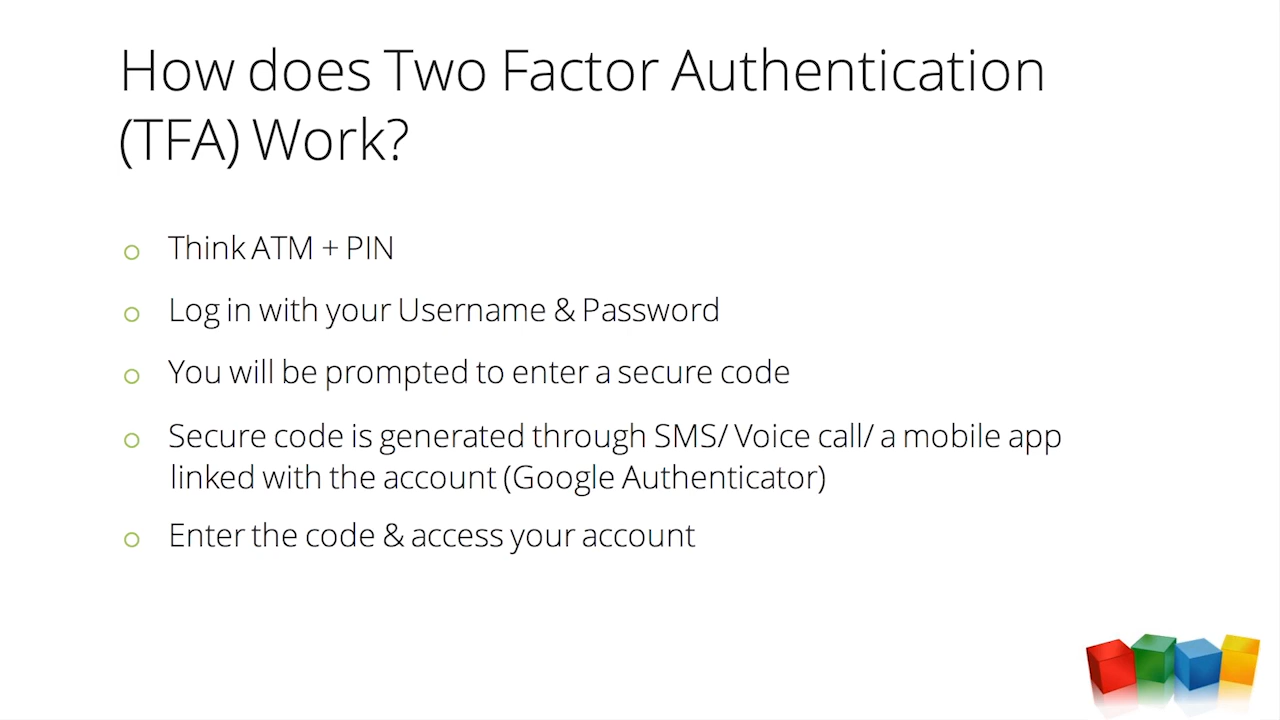 How does Two Factor Authentication
(TFA) Work?
Think ATM + PIN
Log in with your Username & Password
You will be prompted to enter a secure code
Secure code is generated through SMS/ Voice call/ a mobile app
linked with the account (Google Authenticator)
Enter the code & access your account